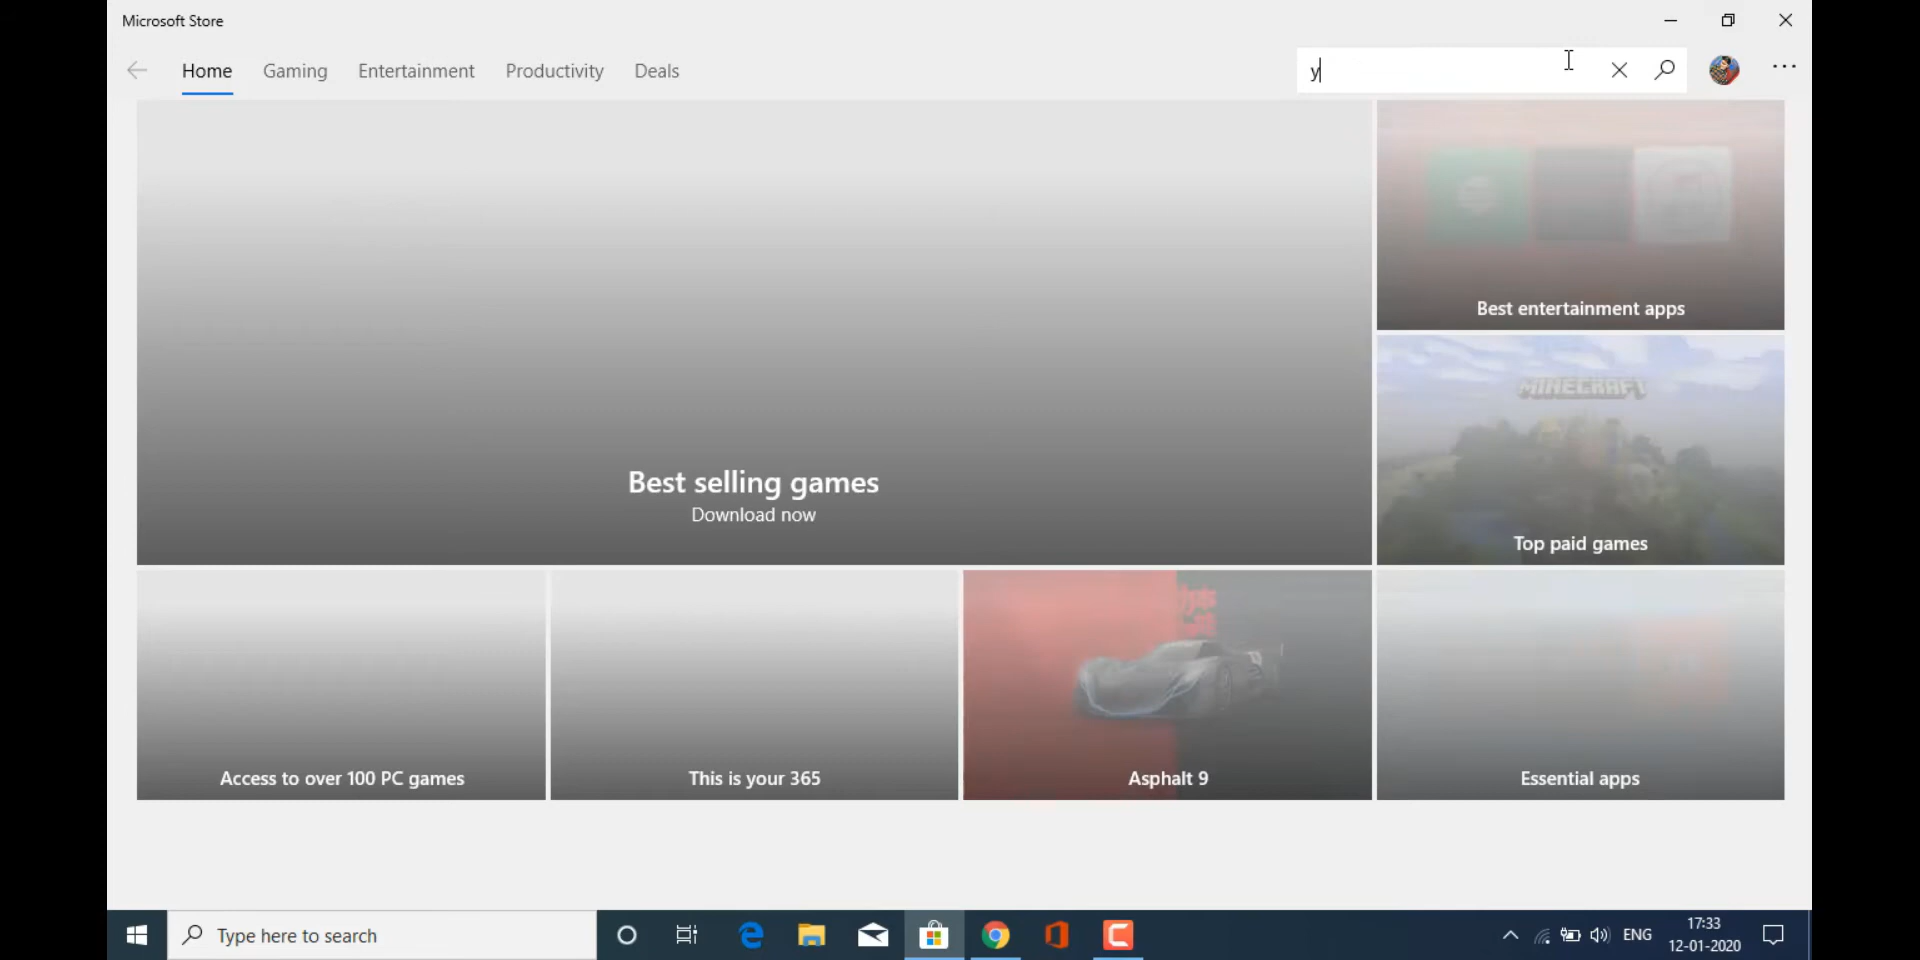 Microsoft Store
Home Gaming Entertainment Productivity Deals
y
Best selling games
Download now
Best entertainment apps
MINECRAFT
Top paid games
Access to over 100 PC games
This is your 365
Asphalt 9
Essential apps
Type here to search
ENG
17:33
12-01-2020